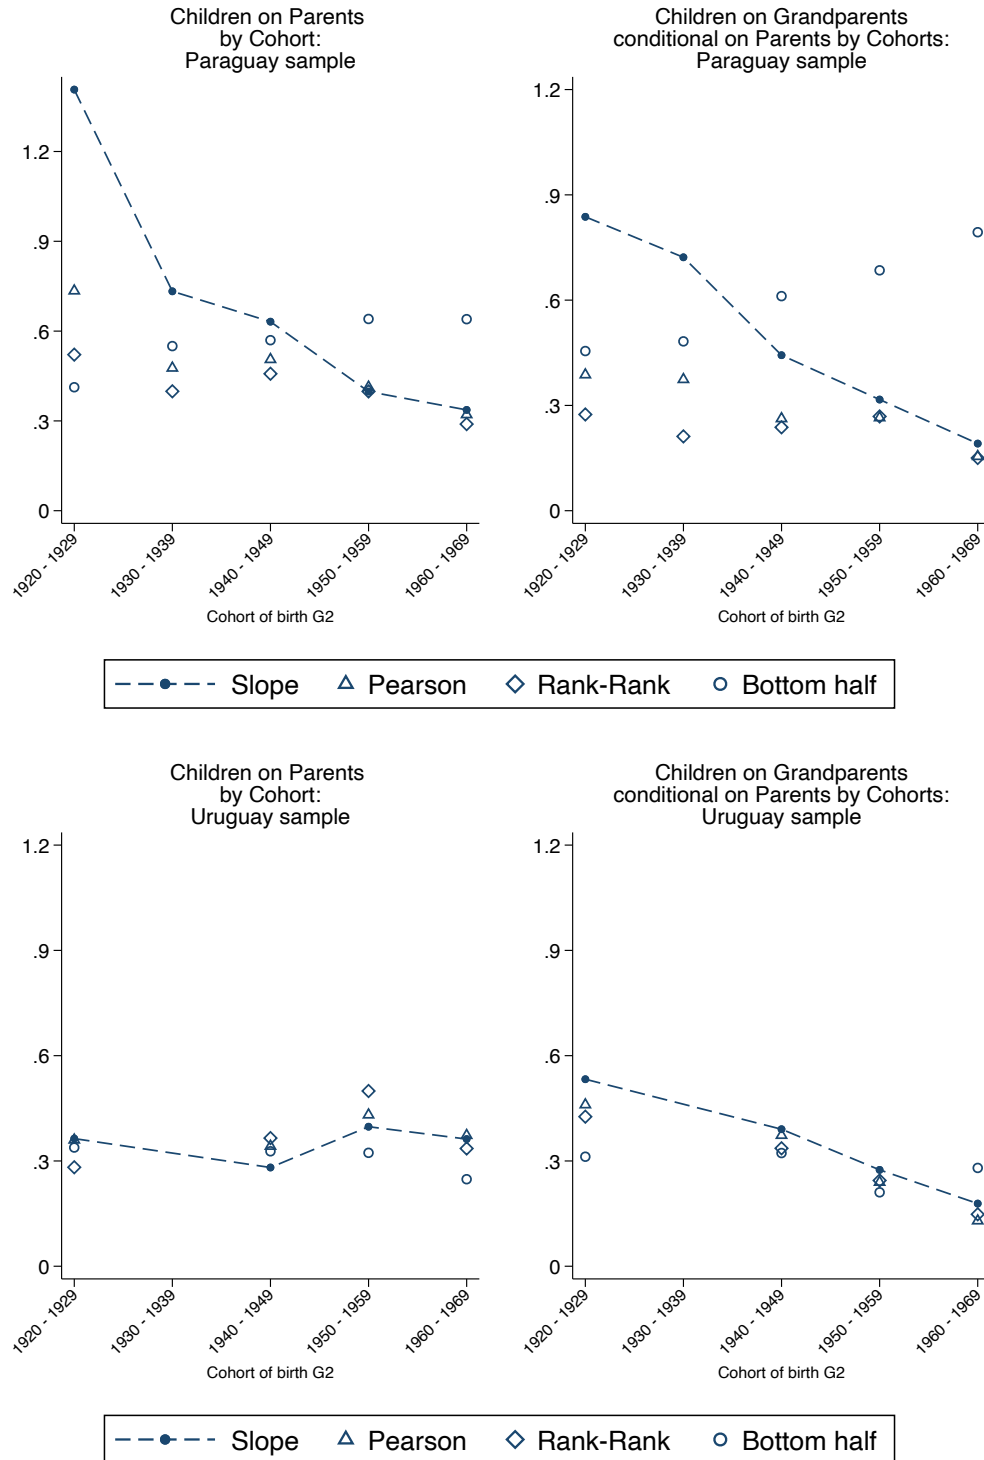 Children on Parents
by Cohort:
Paraguay sample
1.2
.9
.6
.3
0
1920 - 1929
1930 - 1939
1940 - 1949
1950 - 1959
1960 - 1969
Cohort of birth G2
Children on Grandparents
conditional on Parents by Cohorts:
Paraguay sample
1.2
.9
.6
.3
0
1920 - 1929
1930 - 1939
1940 - 1949
1950 - 1959
1960 - 1969
Cohort of birth G2
Slope Pearson Rank-Rank Bottom half
Children on Parents
by Cohort:
Uruguay sample
1.2
.9
.6
.3
0
1920 - 1929
1930 - 1939
1940 - 1949
1950 - 1959
1960 - 1969
Cohort of birth G2
Children on Grandparents
conditional on Parents by Cohorts:
Uruguay sample
1.2
.9
.6
.3
0
1920 - 1929
1930 - 1939
1940 - 1949
1950 - 1959
1960 - 1969
Cohort of birth G2
Slope Pearson Rank-Rank Bottom half